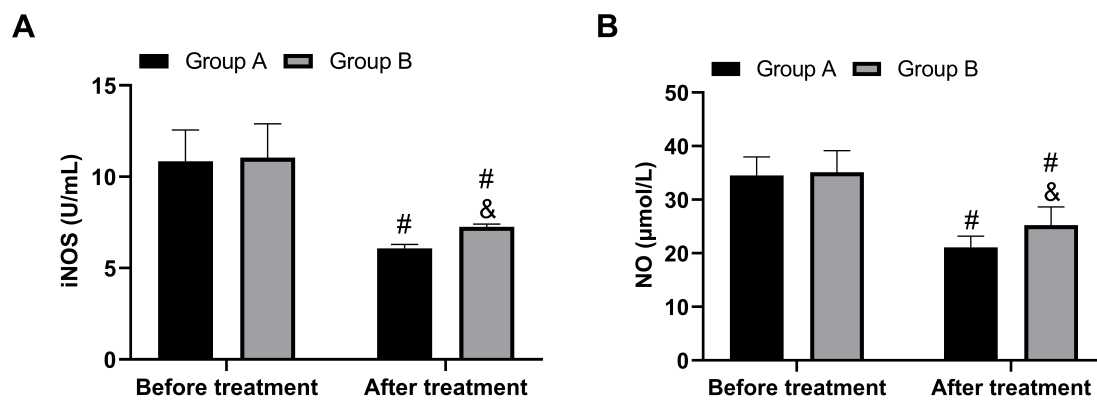 A
Group A Group B
15
10
5
0
iNOS (U/mL)
#
#
&
Before treatment After treatment
B
Group A Group B
50
40
30
20
10
0
NO (μmol/L)
#
#
&
Before treatment After treatment